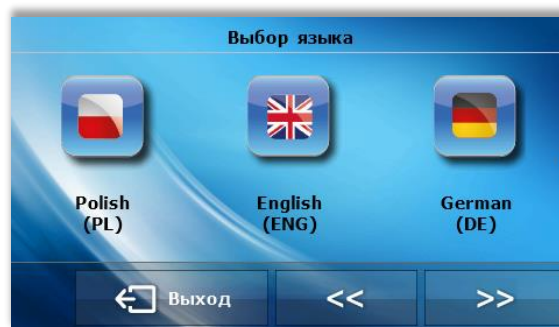 Выбор языка
Polish
(PL)
English
(ENG)
German
(DE)
Выход
<<
>>